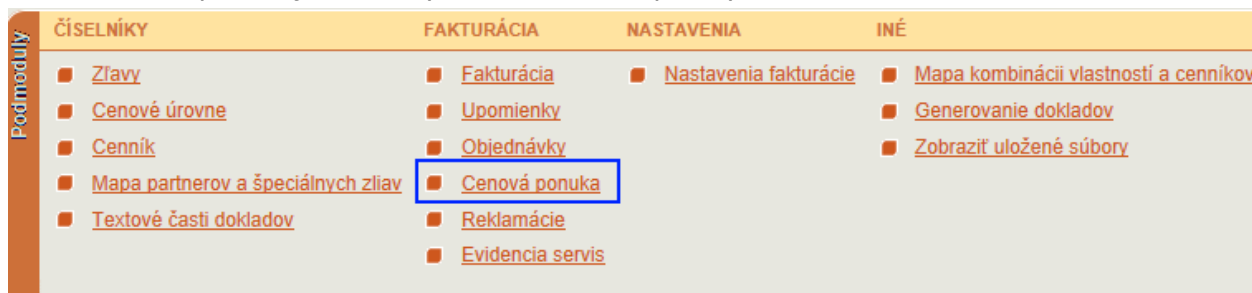 Podmoduly
ČÍSELNÍKY
Zľavy
Cenové úrovne
Cenník
Mapa partnerov a špeciálnych zliav
Textové časti dokladov
FAKTURÁCIA
Fakturácia
Upomienky
Objednávky
Cenová ponuka
Reklamácie
Evidencia servis
NASTAVENIA
Nastavenia fakturácie
INÉ
Mapa kombinácii vlastností a cenníkov
Generovanie dokladov
Zobraziť uložené súbory